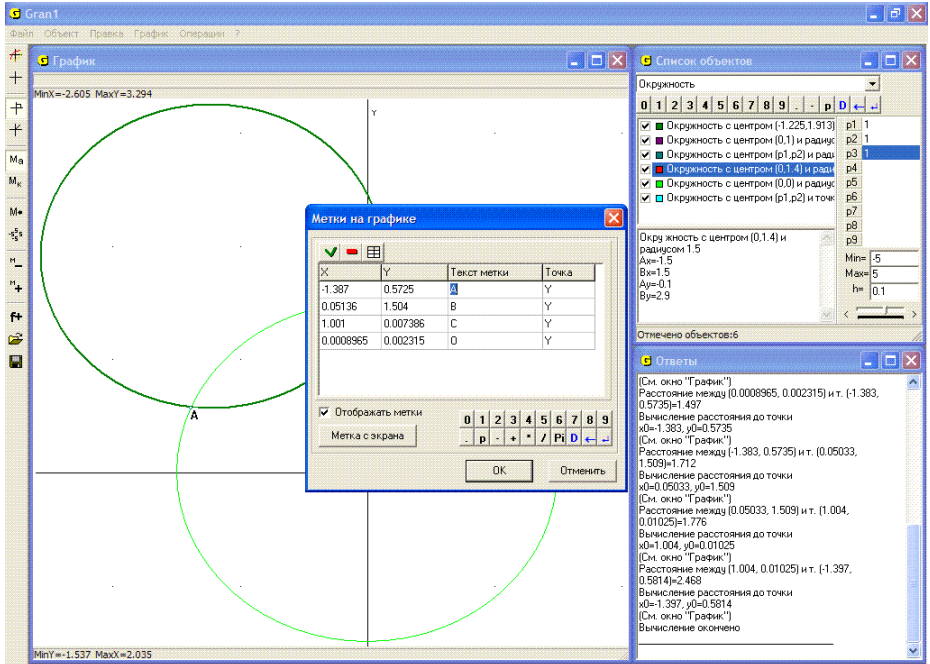 Gran1
Файл Объект Правка График Операции ?
График
MinX=-2.605 MaxY=3.294
Y
A
MinY=-1.537 MaxX=2.035
Ma
Mк
M
M
M
f+
Метки на графике
X Y Текст метки Точка
-1.387 0.5725 A Y
0.05136 1.504 B Y
1.001 0.007386 C Y
0.0008965 0.002315 O Y
Отображать метки
Метка с экрана
0 1 2 3 4 5 6 7 8 9
. p - + * / Pi D ← ↵
OK Отменить
Список объектов
Окружность
0 1 2 3 4 5 6 7 8 9 . - p D ← ↵
Окружность с центром (-1.225,1.913)
Окружность с центром (0,1) и радиус
Окружность с центром (p1,p2) и ради
Окружность с центром (0,1.4) и ради
Окружность с центром (0,0) и радиус
Окружность с центром (p1,p2) и точк
p1 1
p2 1
p3 1
p4
p5
p6
p7
p8
p9
Окру жность с центром (0,1.4) и
радиусом 1.5
Ax=-1.5
Bx=1.5
Ay=-0.1
By=2.9
Min= -5
Max= 5
h= 0.1
Отмечено объектов:6
Ответы
(См. окно "График")
Расстояние между (0.0008965, 0.002315) и т. (-1.383,
0.5735)=1.497
Вычисление расстояния до точки
x0=-1.383, y0=0.5735
(См. окно "График")
Расстояние между (-1.383, 0.5735) и т. (0.05033,
1.509)=1.712
Вычисление расстояния до точки
x0=0.05033, y0=1.509
(См. окно "График")
Расстояние между (0.05033, 1.509) и т. (1.004,
0.01025)=1.776
Вычисление расстояния до точки
x0=1.004, y0=0.01025
(См. окно "График")
Расстояние между (1.004, 0.01025) и т. (-1.397,
0.5814)=2.468
Вычисление расстояния до точки
x0=-1.397, y0=0.5814
(См. окно "График")
Вычисление окончено